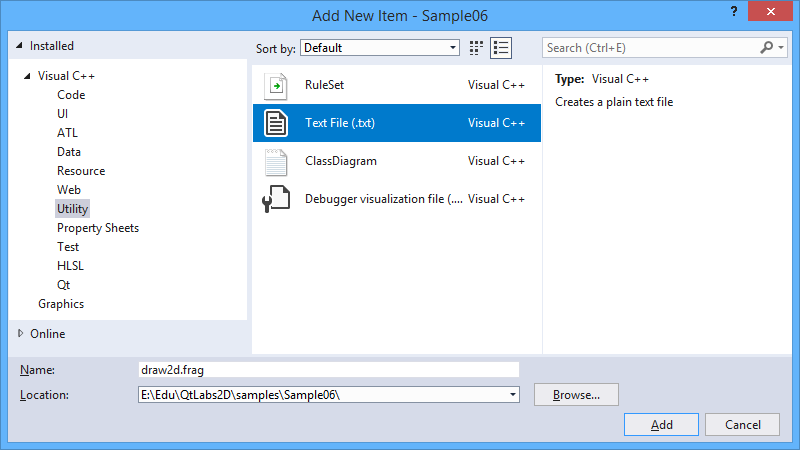 Add New Item - Sample06
?
Installed
Sort by: Default
Search (Ctrl+E)
Visual C++
Code
UI
ATL
Data
Resource
Web
Utility
Property Sheets
Test
HLSL
Qt
Graphics
Online
RuleSet Visual C++
Text File (.txt) Visual C++
ClassDiagram Visual C++
Debugger visualization file (.... Visual C++
Type: Visual C++
Creates a plain text file
Name: draw2d.frag
Location: E:\Edu\QtLabs2D\samples\Sample06\
Browse...
Add Cancel